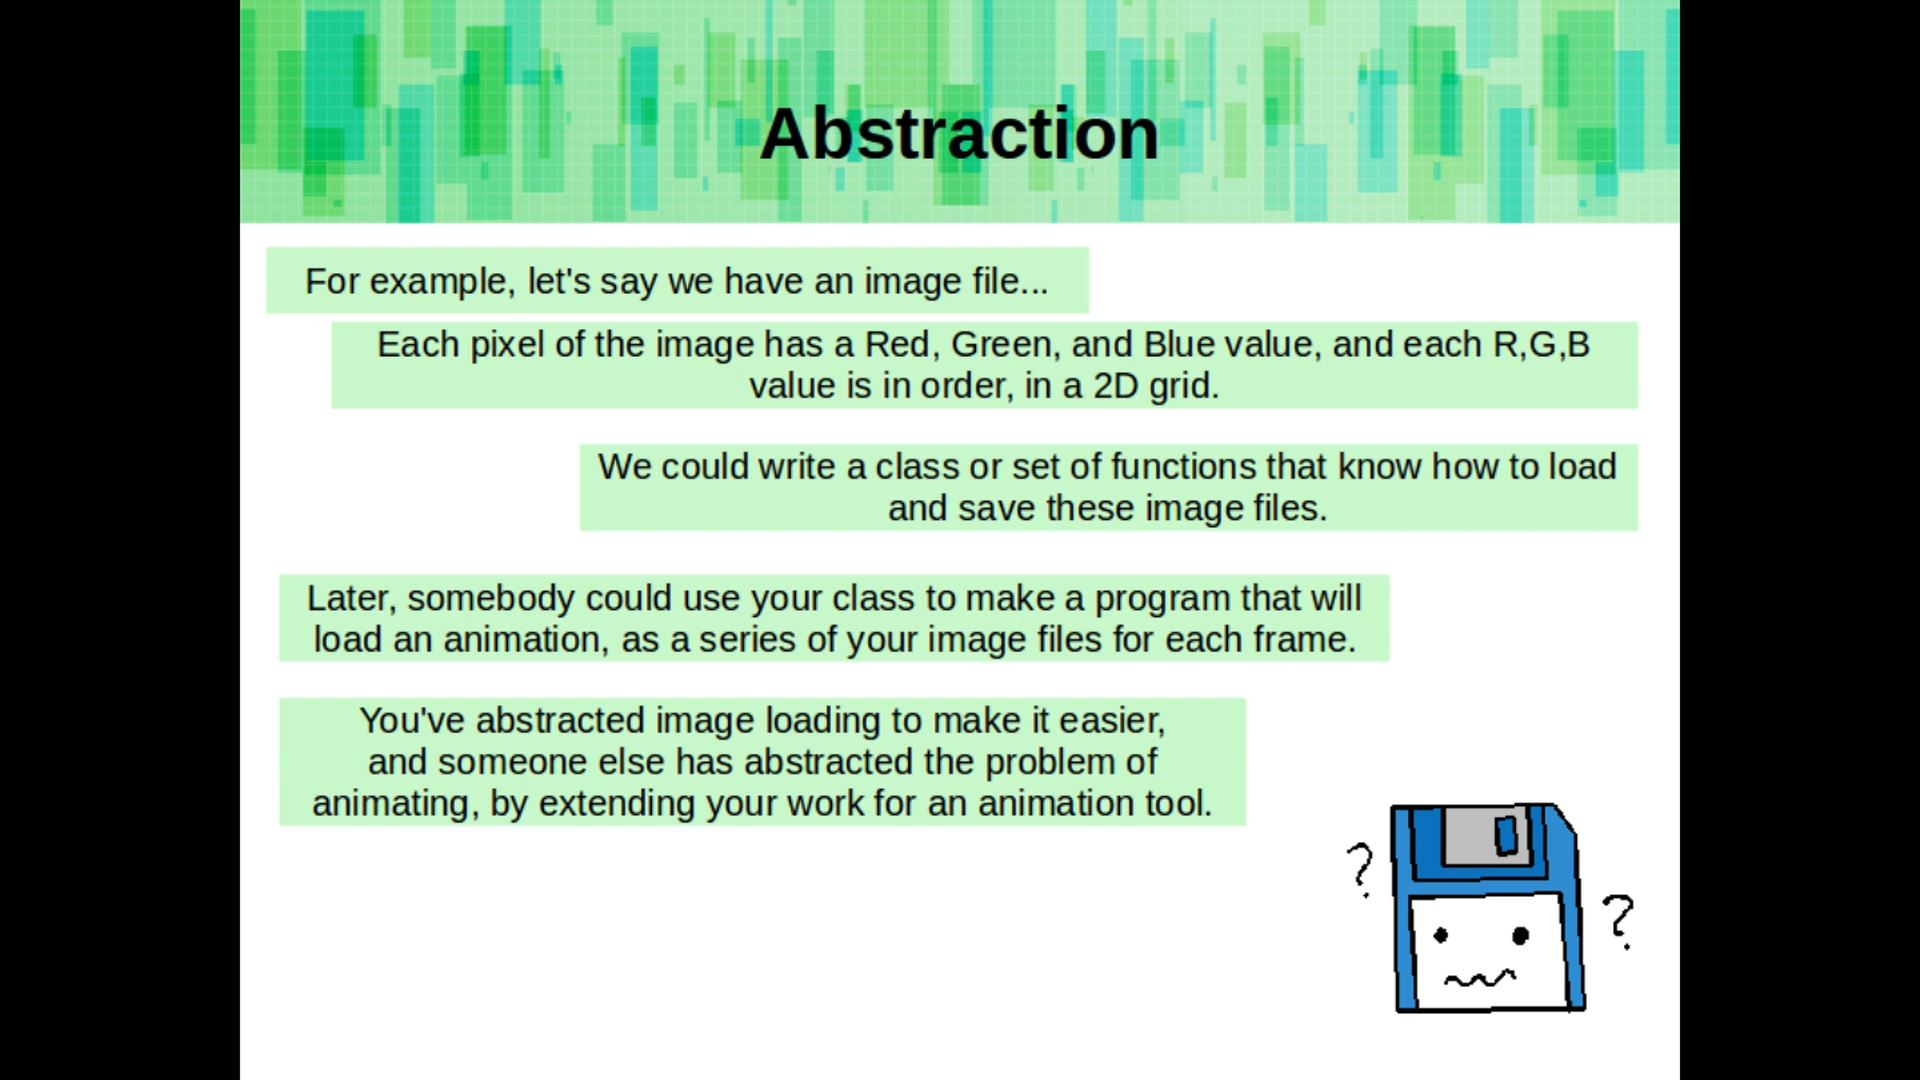 Abstraction
For example, let's say we have an image file...
Each pixel of the image has a Red, Green, and Blue value, and each R,G,B
value is in order, in a 2D grid.
We could write a class or set of functions that know how to load
and save these image files.
Later, somebody could use your class to make a program that will
load an animation, as a series of your image files for each frame.
You've abstracted image loading to make it easier,
and someone else has abstracted the problem of
animating, by extending your work for an animation tool.
?
?